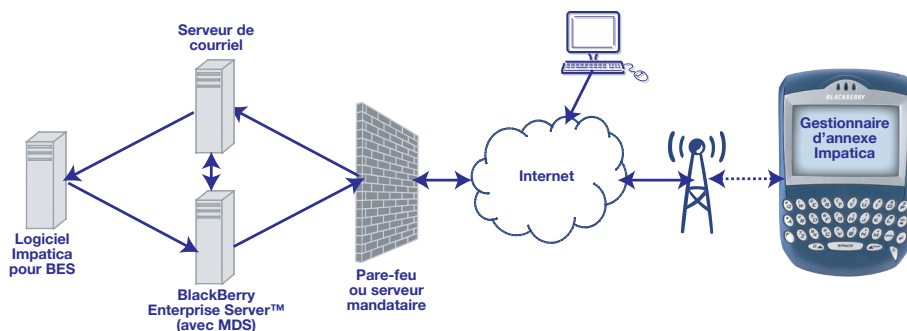 Serveur de
courriel
Logiciel
Impatica
pour BES
BlackBerry
Enterprise Server™
(avec MDS)
Pare-feu
ou serveur
mandataire
Internet
BLACKBERRY
Gestionnaire
d'annexe
Impatica
SPACE